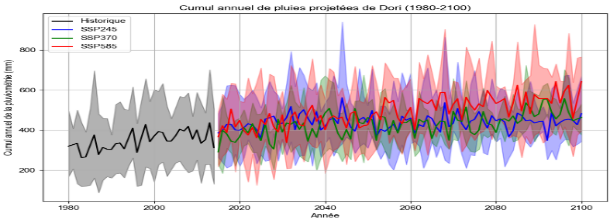 Cumul annuel de pluies projetées de Dori (1980-2100)
Historique
SSP245
SSP370
SSP585
Cumul annuel de la pluviométrie (mm)
800
600
400
200
1980
2000
2020
2040
2060
2080
2100
Année